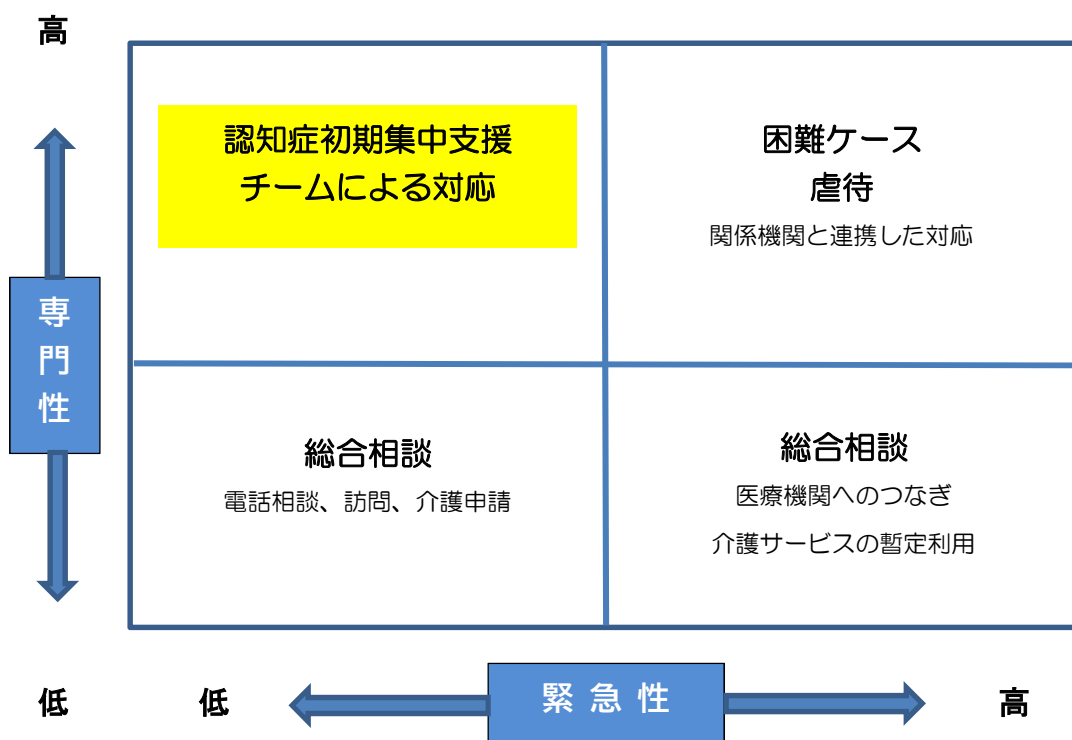 高
認知症初期集中支援
チームによる対応
困難ケース
虐待
関係機関と連携した対応
専
門
性
総合相談
電話相談、訪問、介護申請
総合相談
医療機関へのつなぎ
介護サービスの暫定利用
低
低
緊 急 性
高